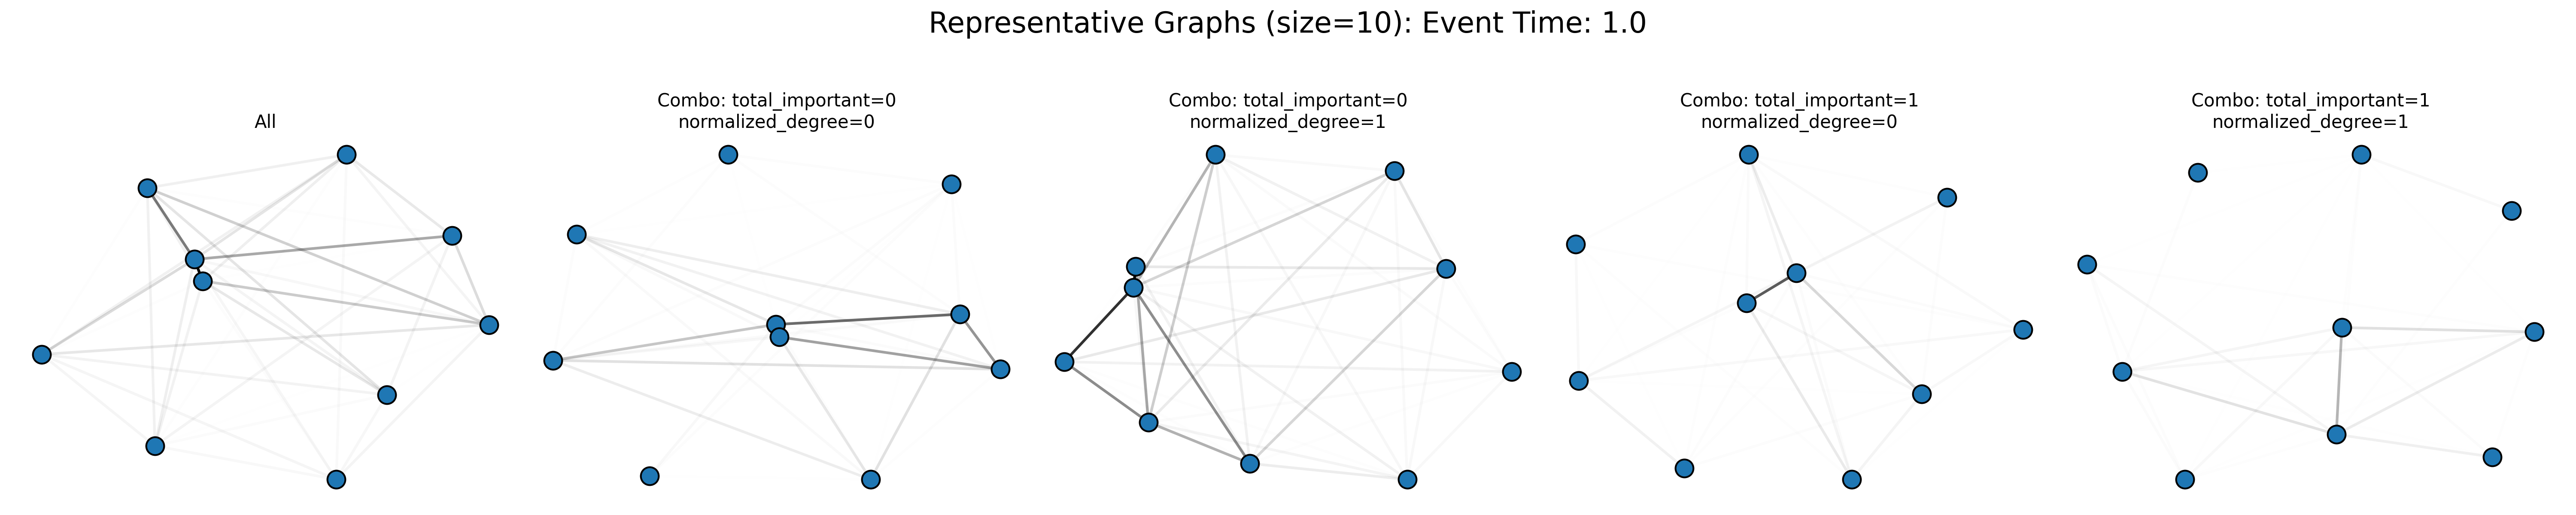 Representative Graphs (size=10): Event Time: 1.0
All
Combo: total_important=0
normalized_degree=0
Combo: total_important=0
normalized_degree=1
Combo: total_important=1
normalized_degree=0
Combo: total_important=1
normalized_degree=1